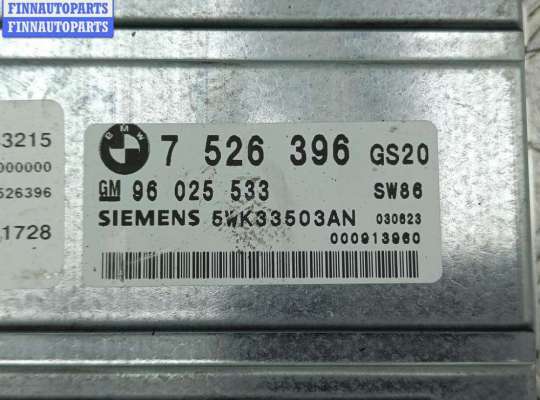 FINNAUTOPARTS
FINNAUTOPARTS
FINNAUTOPARTS
3215
000000
526396
1728
BMW 7 526 396 GS20
GM 96 025 533 SW86
SIEMENS 5WK33503AN 030623
000913960